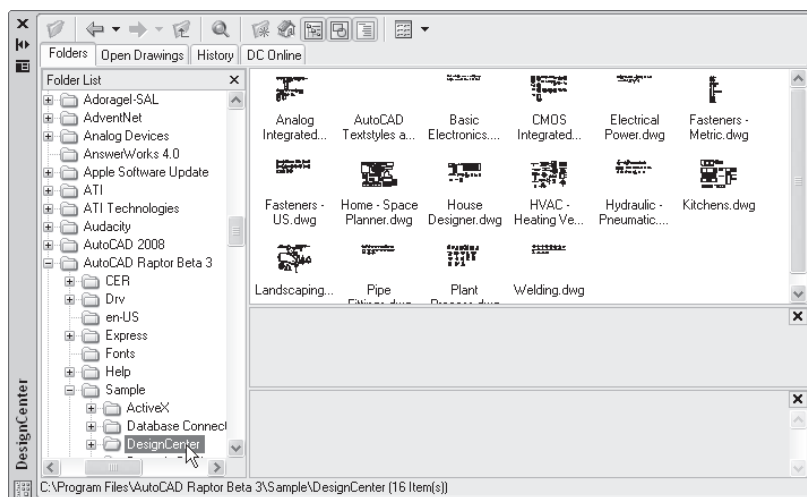 Folders
Open Drawings
History
DC Online
Folder List
Adoragel-SAL
AdventNet
Analog Devices
AnswerWorks 4.0
Apple Software Update
ATI
ATI Technologies
Audacity
AutoCAD 2008
AutoCAD Raptor Beta 3
CER
Drv
en-US
Express
Fonts
Help
Sample
ActiveX
Database Connect
DesignCenter
Analog
Integrated...
AutoCAD
Textstyles a...
Basic
Electronics....
CMOS
Integrated...
Electrical
Power.dwg
Fasteners -
Metric.dwg
Fasteners -
US.dwg
Home - Space
Planner.dwg
House
Designer.dwg
HVAC -
Heating Ve...
Hydraulic -
Pneumatic....
Kitchens.dwg
Landscaping...
Pipe
Fittings.dwg
Plant
Process.dwg
Welding.dwg
DesignCenter
C:\Program Files\AutoCAD Raptor Beta 3\Sample\DesignCenter (16 Item(s))